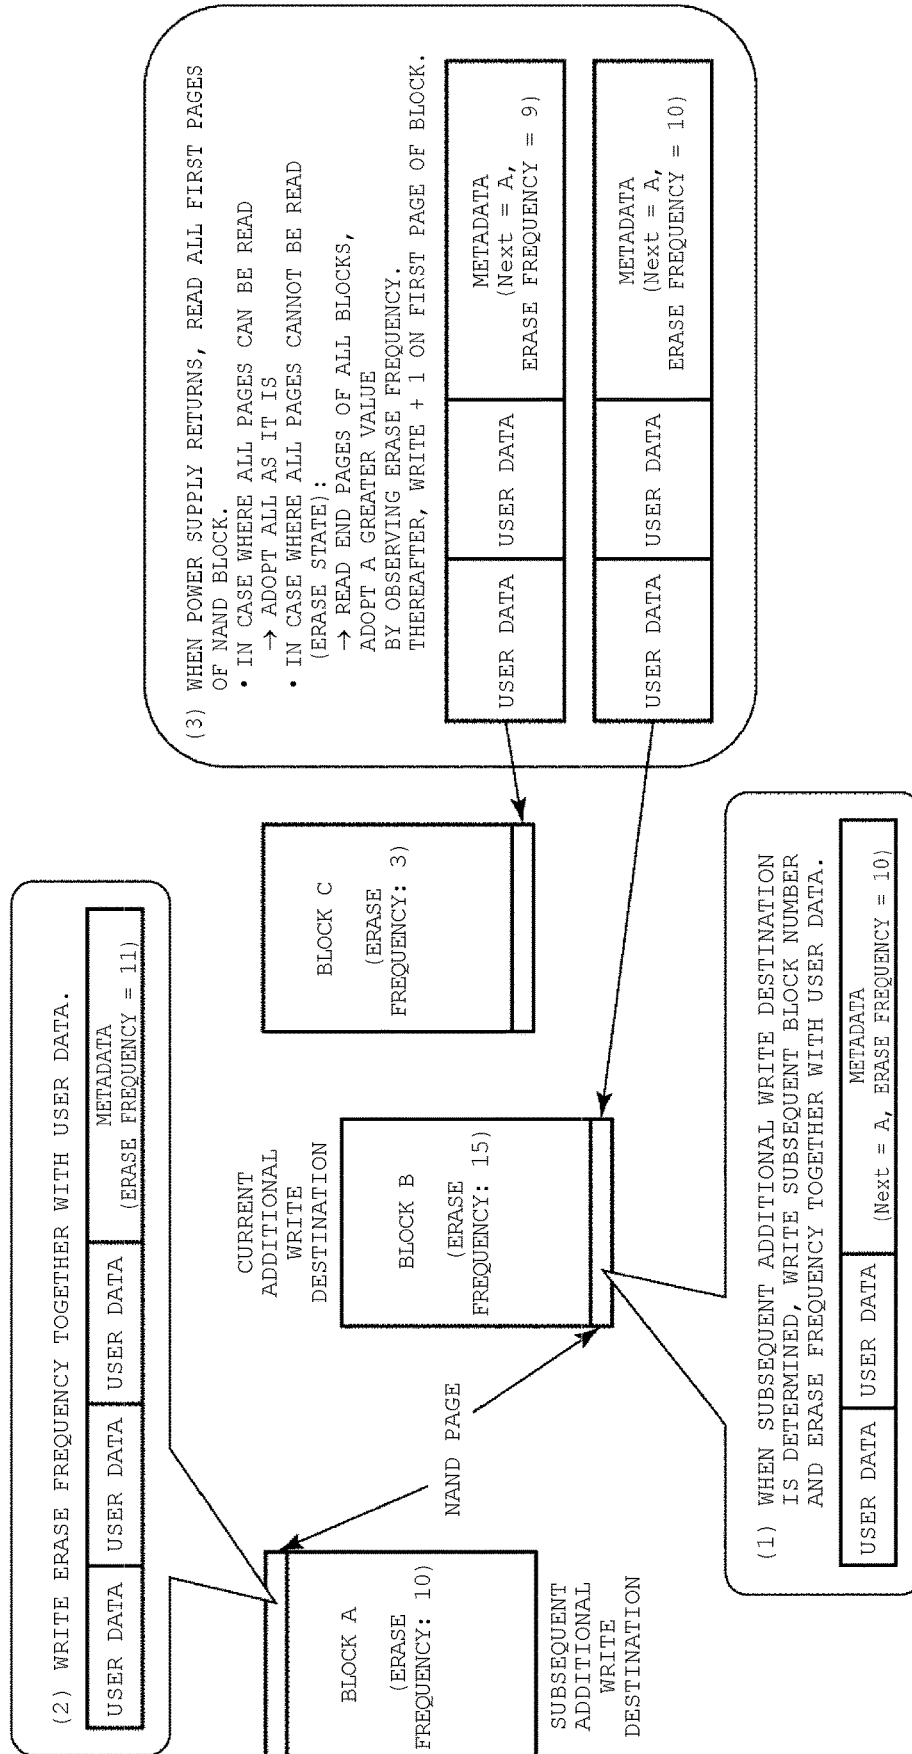 (2) WRITE ERASE FREQUENCY TOGETHER WITH USER DATA.
USER DATA
USER DATA
USER DATA
METADATA
(ERASE FREQUENCY = 11)
BLOCK A
(ERASE
FREQUENCY: 10)
SUBSEQUENT
ADDITIONAL
WRITE
DESTINATION
NAND PAGE
CURRENT
ADDITIONAL
WRITE
DESTINATION
BLOCK B
(ERASE
FREQUENCY: 15)
BLOCK C
(ERASE
FREQUENCY: 3)
(1) WHEN SUBSEQUENT ADDITIONAL WRITE DESTINATION
IS DETERMINED, WRITE SUBSEQUENT BLOCK NUMBER
AND ERASE FREQUENCY TOGETHER WITH USER DATA.
USER DATA
USER DATA
METADATA
(Next = A, ERASE FREQUENCY = 10)
(3) WHEN POWER SUPPLY RETURNS, READ ALL FIRST PAGES
OF NAND BLOCK.
• IN CASE WHERE ALL PAGES CAN BE READ
→ ADOPT ALL AS IT IS
• IN CASE WHERE ALL PAGES CANNOT BE READ
(ERASE STATE):
→ READ END PAGES OF ALL BLOCKS,
ADOPT A GREATER VALUE
BY OBSERVING ERASE FREQUENCY.
THEREAFTER, WRITE + 1 ON FIRST PAGE OF BLOCK.
USER DATA
USER DATA
METADATA
(Next = A,
ERASE FREQUENCY = 9)
USER DATA
USER DATA
METADATA
(Next = A,
ERASE FREQUENCY = 10)